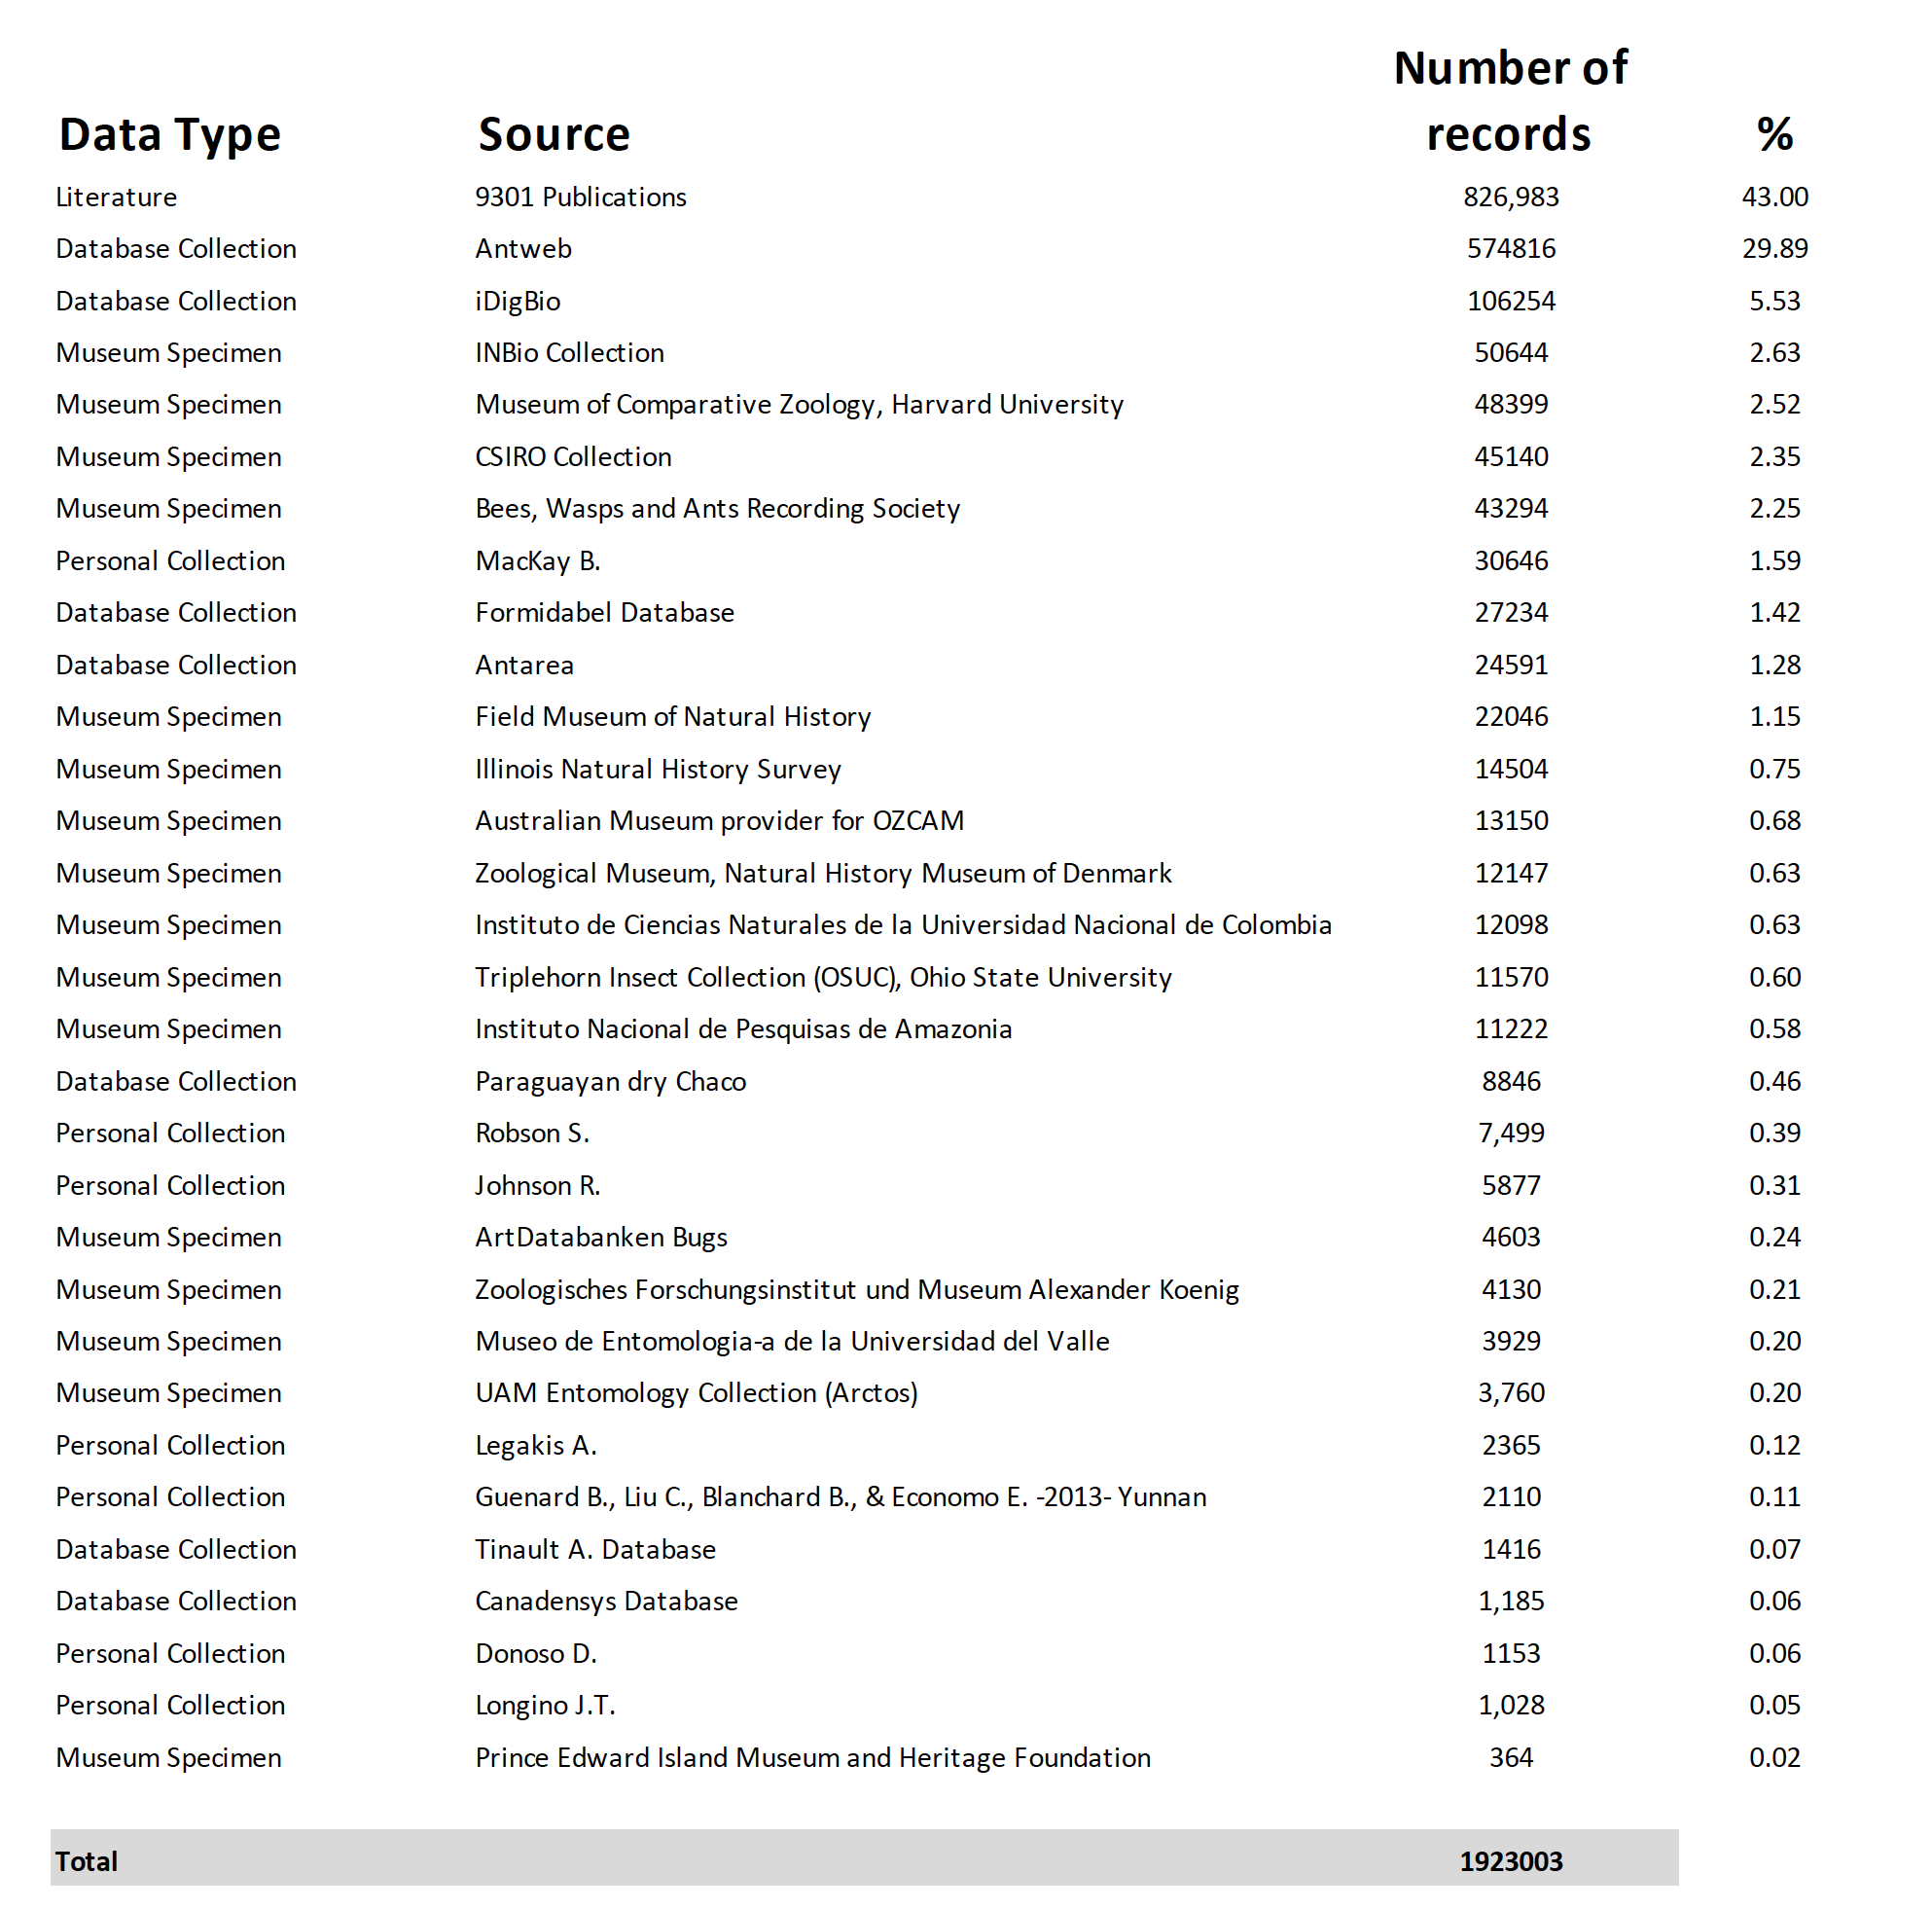 Data Type Source Number of records %
Literature 9301 Publications 826,983 43.00
Database Collection Antweb 574816 29.89
Database Collection iDigBio 106254 5.53
Museum Specimen INBio Collection 50644 2.63
Museum Specimen Museum of Comparative Zoology, Harvard University 48399 2.52
Museum Specimen CSIRO Collection 45140 2.35
Museum Specimen Bees, Wasps and Ants Recording Society 43294 2.25
Personal Collection MacKay B. 30646 1.59
Database Collection Formidabel Database 27234 1.42
Database Collection Antarea 24591 1.28
Museum Specimen Field Museum of Natural History 22046 1.15
Museum Specimen Illinois Natural History Survey 14504 0.75
Museum Specimen Australian Museum provider for OZCAM 13150 0.68
Museum Specimen Zoological Museum, Natural History Museum of Denmark 12147 0.63
Museum Specimen Instituto de Ciencias Naturales de la Universidad Nacional de Colombia 12098 0.63
Museum Specimen Triplehorn Insect Collection (OSUC), Ohio State University 11570 0.60
Museum Specimen Instituto Nacional de Pesquisas de Amazonia 11222 0.58
Database Collection Paraguayan dry Chaco 8846 0.46
Personal Collection Robson S. 7,499 0.39
Personal Collection Johnson R. 5877 0.31
Museum Specimen ArtDatabanken Bugs 4603 0.24
Museum Specimen Zoologisches Forschungsinstitut und Museum Alexander Koenig 4130 0.21
Museum Specimen Museo de Entomologia-a de la Universidad del Valle 3929 0.20
Museum Specimen UAM Entomology Collection (Arctos) 3,760 0.20
Personal Collection Legakis A. 2365 0.12
Personal Collection Guenard B., Liu C., Blanchard B., & Economo E. -2013- Yunnan 2110 0.11
Database Collection Tinault A. Database 1416 0.07
Database Collection Canadensys Database 1,185 0.06
Personal Collection Donoso D. 1153 0.06
Personal Collection Longino J.T. 1,028 0.05
Museum Specimen Prince Edward Island Museum and Heritage Foundation 364 0.02
Total 1923003